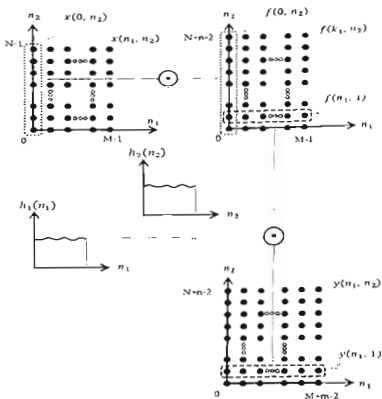 n₂
x(0, n₂)
N-1
x(n₁, n₂)
0
M-1
n₁
n₂
f(0, n₂)
N+n-2
f(k₁, n₂)
f(n₁, 1)
0
M-1
n₁
h₂(n₂)
n₂
h₁(n₁)
n₁
n₂
N+n-2
y(n₁, n₂)
y(n₁, 1)
0
M+m-2
n₁